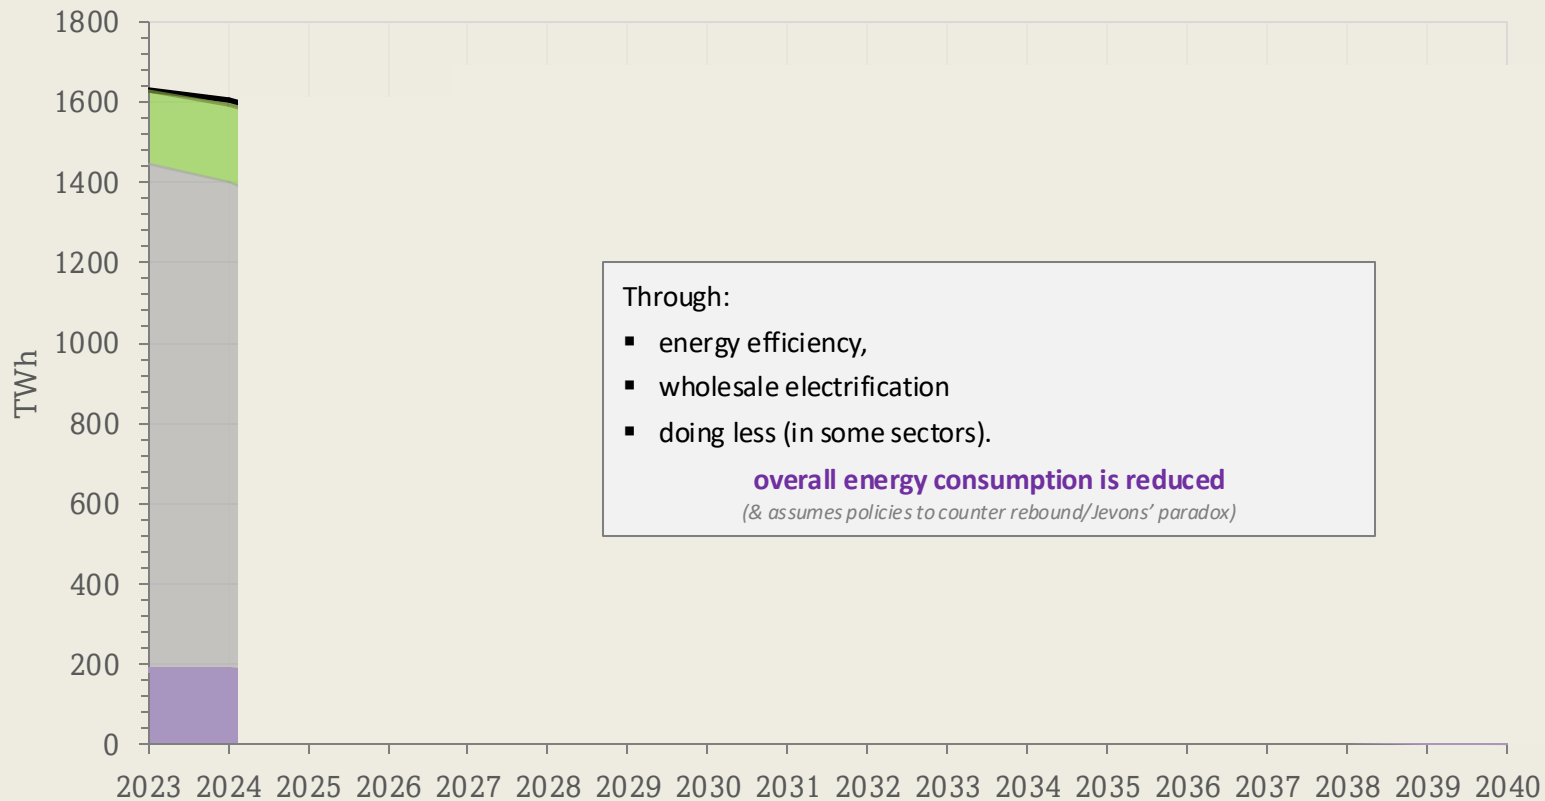 1800
1600
1400
1200
1000
800
600
400
200
0
TWh
Through:
▪ energy efficiency,
▪ wholesale electrification
▪ doing less (in some sectors).
overall energy consumption is reduced
(& assumes policies to counter rebound/Jevons’ paradox)
2023 2024 2025 2026 2027 2028 2029 2030 2031 2032 2033 2034 2035 2036 2037 2038 2039 2040